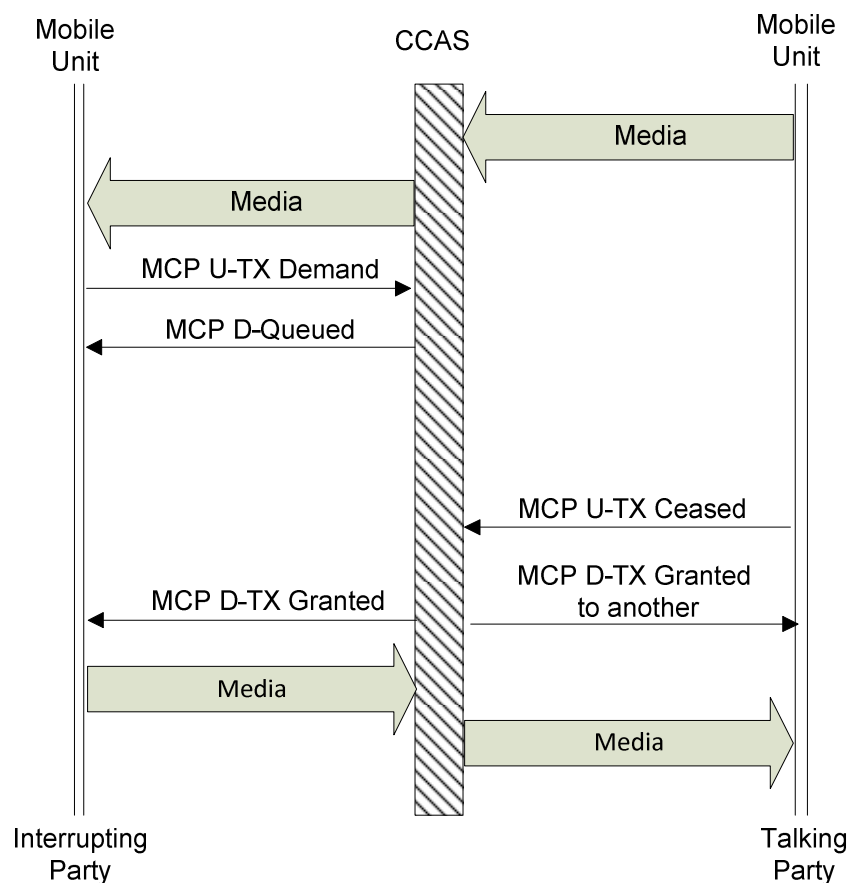 Mobile
Unit
CCAS
Mobile
Unit
Media
Media
MCP U-TX Demand
MCP D-Queued
MCP U-TX Ceased
MCP D-TX Granted
MCP D-TX Granted
to another
Media
Media
Interrupting
Party
Talking
Party